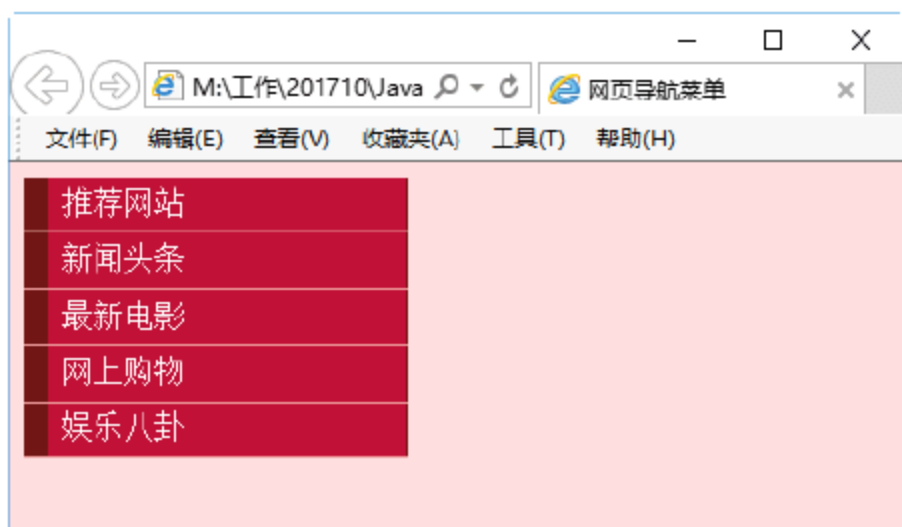 M:\工作\201710\Java
网页导航菜单
文件(F) 编辑(E) 查看(V) 收藏夹(A) 工具(T) 帮助(H)
推荐网站
新闻头条
最新电影
网上购物
娱乐八卦